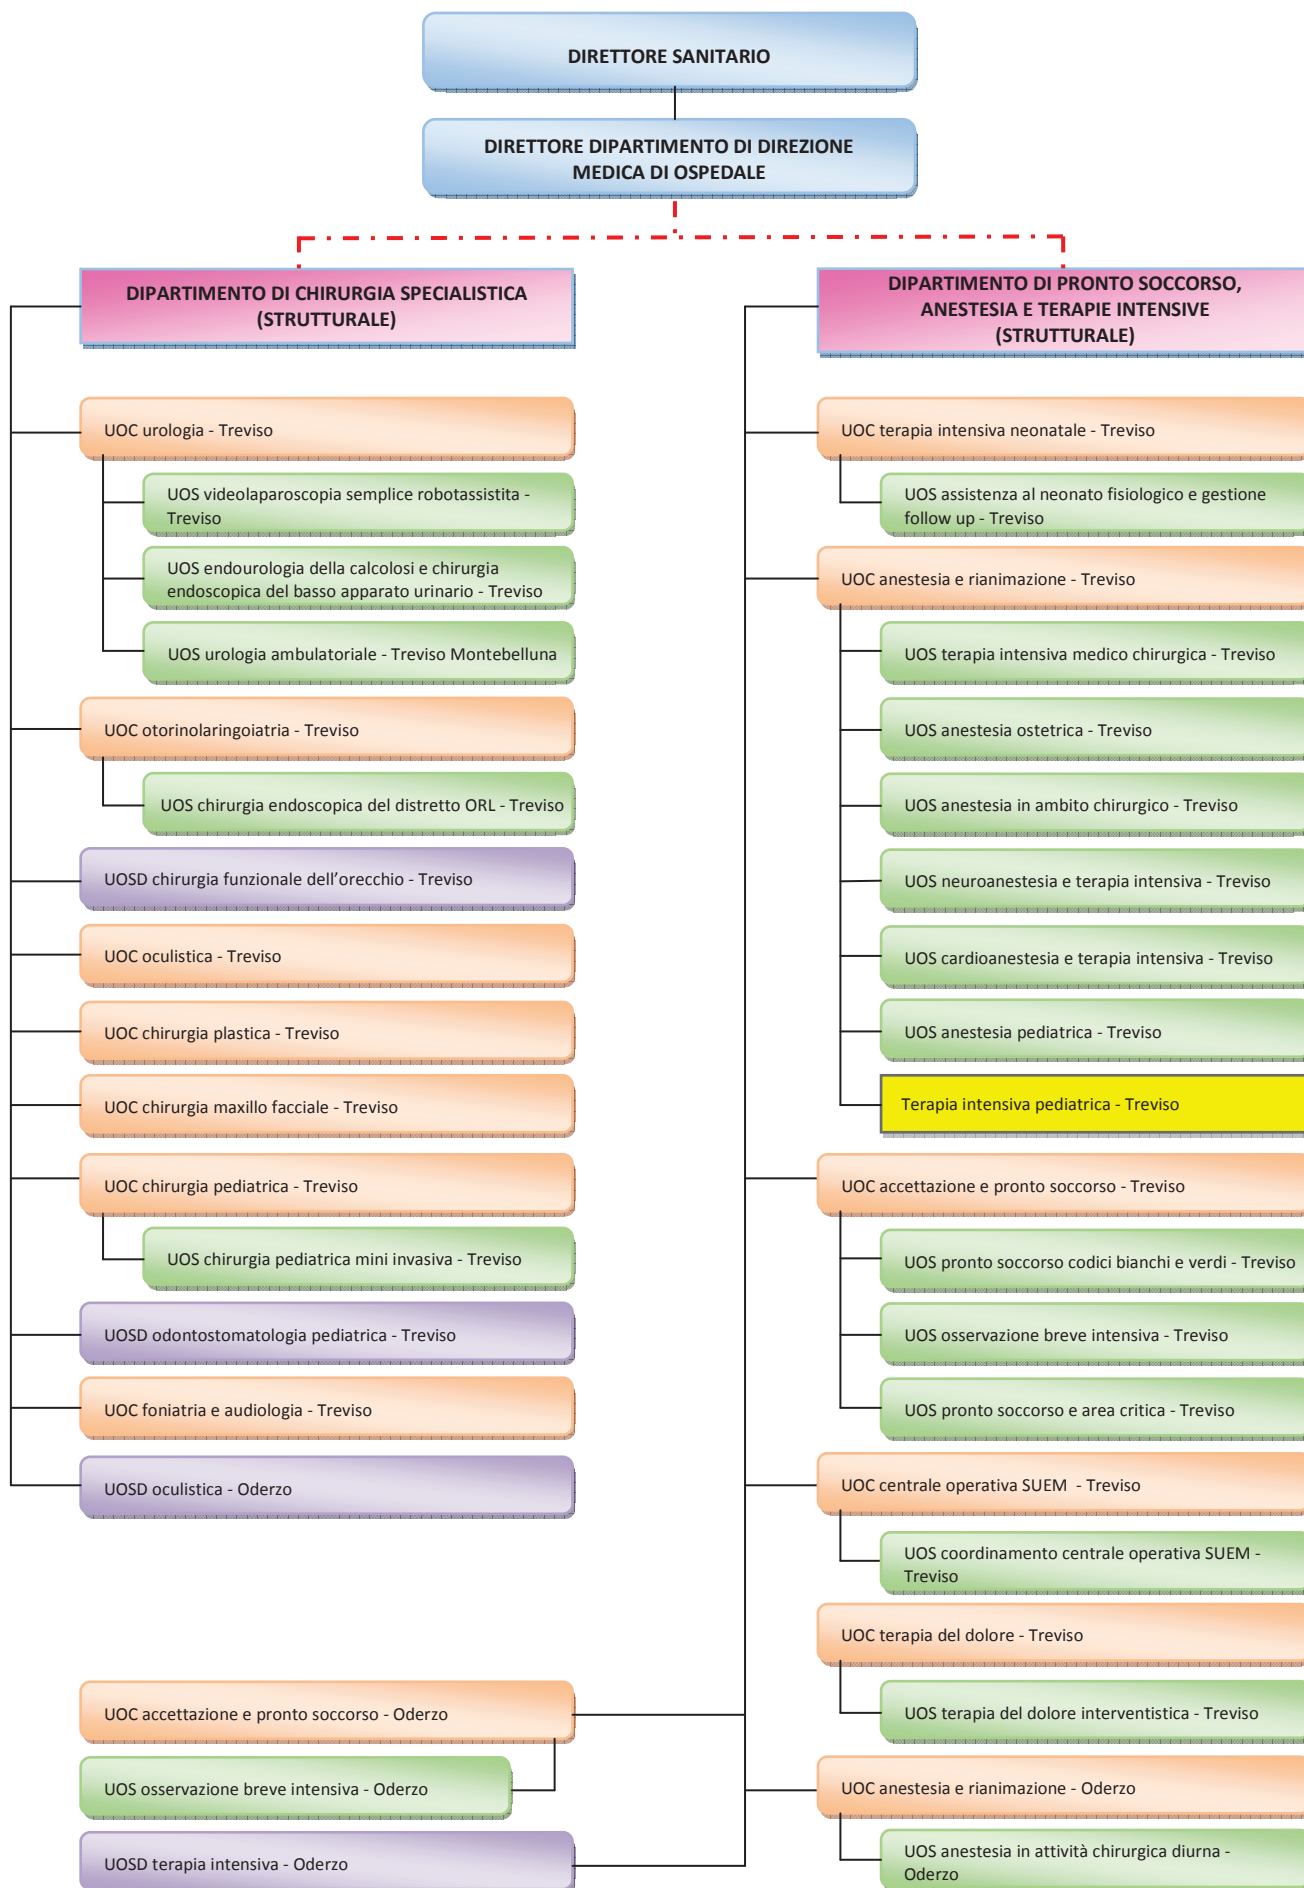 DIRETTORE SANITARIO
DIRETTORE DIPARTIMENTO DI DIREZIONE
MEDICA DI OSPEDALE
DIPARTIMENTO DI CHIRURGIA SPECIALISTICA
(STRUTTURALE)
UOC urologia - Treviso
UOS videolaparoscopia semplice robotassistita -
Treviso
UOS endourologia della calcolosi e chirurgia
endoscopica del basso apparato urinario - Treviso
UOS urologia ambulatoriale - Treviso Montebelluna
UOC otorinolaringoiatria - Treviso
UOS chirurgia endoscopica del distretto ORL - Treviso
UOSD chirurgia funzionale dell’orecchio - Treviso
UOC oculistica - Treviso
UOC chirurgia plastica - Treviso
UOC chirurgia maxillo facciale - Treviso
UOC chirurgia pediatrica - Treviso
UOS chirurgia pediatrica mini invasiva - Treviso
UOSD odontostomatologia pediatrica - Treviso
UOC foniatria e audiologia - Treviso
UOSD oculistica - Oderzo
DIPARTIMENTO DI PRONTO SOCCORSO,
ANESTESIA E TERAPIE INTENSIVE
(STRUTTURALE)
UOC terapia intensiva neonatale - Treviso
UOS assistenza al neonato fisiologico e gestione
follow up - Treviso
UOC anestesia e rianimazione - Treviso
UOS terapia intensiva medico chirurgica - Treviso
UOS anestesia ostetrica - Treviso
UOS anestesia in ambito chirurgico - Treviso
UOS neuroanestesia e terapia intensiva - Treviso
UOS cardioanestesia e terapia intensiva - Treviso
UOS anestesia pediatrica - Treviso
Terapia intensiva pediatrica - Treviso
UOC accettazione e pronto soccorso - Treviso
UOS pronto soccorso codici bianchi e verdi - Treviso
UOS osservazione breve intensiva - Treviso
UOS pronto soccorso e area critica - Treviso
UOC centrale operativa SUEM - Treviso
UOS coordinamento centrale operativa SUEM -
Treviso
UOC terapia del dolore - Treviso
UOS terapia del dolore interventistica - Treviso
UOC accettazione e pronto soccorso - Oderzo
UOS osservazione breve intensiva - Oderzo
UOSD terapia intensiva - Oderzo
UOC anestesia e rianimazione - Oderzo
UOS anestesia in attività chirurgica diurna -
Oderzo